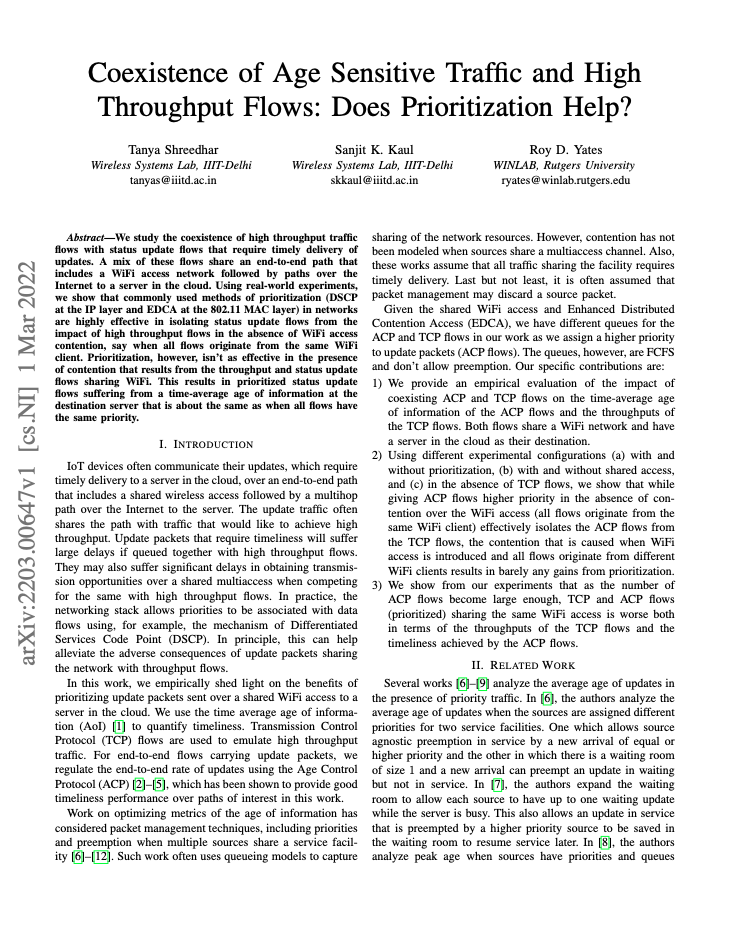 Coexistence of Age Sensitive Traffic and High
Throughput Flows: Does Prioritization Help?
Tanya Shreedhar
Wireless Systems Lab, IIIT-Delhi
tanyas@iiitd.ac.in
Sanjit K. Kaul
Wireless Systems Lab, IIIT-Delhi
skkaul@iiitd.ac.in
Roy D. Yates
WINLAB, Rutgers University
ryates@winlab.rutgers.edu
arXiv:2203.00647v1 [cs.NI] 1 Mar 2022
Abstract—We study the coexistence of high throughput traffic
flows with status update flows that require timely delivery of
updates. A mix of these flows share an end-to-end path that
includes a WiFi access network followed by paths over the
Internet to a server in the cloud. Using real-world experiments,
we show that commonly used methods of prioritization (DSCP
at the IP layer and EDCA at the 802.11 MAC layer) in
networks are highly effective in isolating status update flows from the
impact of high throughput flows in the absence of WiFi access
contention, say when all flows originate from the same WiFi
client. Prioritization, however, isn't as effective in the presence
of contention that results from the throughput and status update
flows sharing WiFi. This results in prioritized status update
flows suffering from a time-average age of information at the
destination server that is about the same as when all flows have
the same priority.
I. INTRODUCTION
IoT devices often communicate their updates, which require
timely delivery to a server in the cloud, over an end-to-end path
that includes a shared wireless access followed by a multihop
path over the Internet to the server. The update traffic often
shares the path with traffic that would like to achieve high
throughput. Update packets that require timeliness will suffer
large delays if queued together with high throughput flows.
They may also suffer significant delays in obtaining transmis-
sion opportunities over a shared multiaccess when competing
for the same with high throughput flows. In practice, the
networking stack allows priorities to be associated with data
flows using, for example, the mechanism of Differentiated
Services Code Point (DSCP). In principle, this can help
alleviate the adverse consequences of update packets sharing
the network with throughput flows.
In this work, we empirically shed light on the benefits of
prioritizing update packets sent over a shared WiFi access to a
server in the cloud. We use the time average age of informa-
tion (AoI) [1] to quantify timeliness. Transmission Control
Protocol (TCP) flows are used to emulate high throughput
traffic. For end-to-end flows carrying update packets, we
regulate the end-to-end rate of updates using the Age Control
Protocol (ACP) [2]–[5], which has been shown to provide good
timeliness performance over paths of interest in this work.
Work on optimizing metrics of the age of information has
considered packet management techniques, including priorities
and preemption when multiple sources share a service facil-
ity [6]–[12]. Such work often uses queueing models to capture
sharing of the network resources. However, contention has not
been modeled when sources share a multiaccess channel. Also,
these works assume that all traffic sharing the facility requires
timely delivery. Last but not least, it is often assumed that
packet management may discard a source packet.
Given the shared WiFi access and Enhanced Distributed
Contention Access (EDCA), we have different queues for the
ACP and TCP flows in our work as we assign a higher priority
to update packets (ACP flows). The queues, however, are FCFS
and don't allow preemption. Our specific contributions are:
1) We provide an empirical evaluation of the impact of
coexisting ACP and TCP flows on the time-average age
of information of the ACP flows and the throughputs of
the TCP flows. Both flows share a WiFi network and have
a server in the cloud as their destination.
2) Using different experimental configurations (a) with and
without prioritization, (b) with and without shared access,
and (c) in the absence of TCP flows, we show that while
giving ACP flows higher priority in the absence of con-
tention over the WiFi access (all flows originate from the
same WiFi client) effectively isolates the ACP flows from
the TCP flows, the contention that is caused when WiFi
access is introduced and all flows originate from different
WiFi clients results in barely any gains from prioritization.
3) We show from our experiments that as the number of
ACP flows become large enough, TCP and ACP flows
(prioritized) sharing the same WiFi access is worse both
in terms of the throughputs of the TCP flows and the
timeliness achieved by the ACP flows.
II. RELATED WORK
Several works [6]–[9] analyze the average age of updates in
the presence of priority traffic. In [6], the authors analyze the
average age of updates when the sources are assigned different
priorities for two service facilities. One which allows source
agnostic preemption in service by a new arrival of equal or
higher priority and the other in which there is a waiting room
of size 1 and a new arrival can preempt an update in waiting
but not in service. In [7], the authors expand the waiting
room to allow each source to have up to one waiting update
while the server is busy. This also allows an update in service
that is preempted by a higher priority source to be saved in
the waiting room to resume service later. In [8], the authors
analyze peak age when sources have priorities and queues